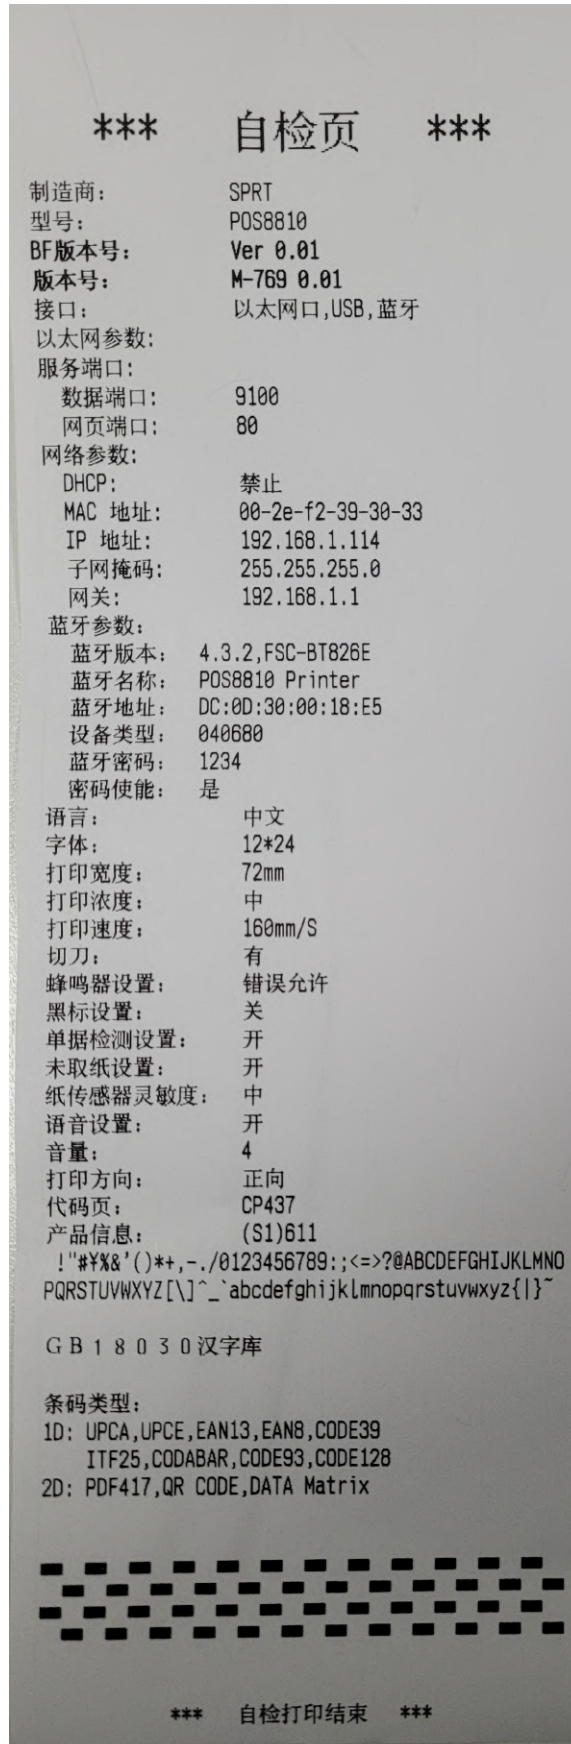 *** 自检页 ***
制造商: SPRT
型号: POS8810
BF版本号: Ver 0.01
版本号: M-769 0.01
接口: 以太网口,USB,蓝牙
以太网参数:
服务端口:
数据端口: 9100
网页端口: 80
网络参数:
DHCP: 禁止
MAC 地址: 00-2e-f2-39-30-33
IP 地址: 192.168.1.114
子网掩码: 255.255.255.0
网关: 192.168.1.1
蓝牙参数:
蓝牙版本: 4.3.2,FSC-BT826E
蓝牙名称: POS8810 Printer
蓝牙地址: DC:0D:30:00:18:E5
设备类型: 040680
蓝牙密码: 1234
密码使能: 是
语言: 中文
字体: 12*24
打印宽度: 72mm
打印浓度: 中
打印速度: 160mm/S
切刀: 有
蜂鸣器设置: 错误允许
黑标设置: 关
单据检测设置: 开
未取纸设置: 开
纸传感器灵敏度: 中
语音设置: 开
音量: 4
打印方向: 正向
代码页: CP437
产品信息: (S1)611
!"#¥%&'()*+,-./0123456789:;<=>?@ABCDEFGHIJKLMNO
PQRSTUVWXYZ[\]^_`abcdefghijklmnopqrstuvwxyz{|}~
GB18030汉字库
条码类型:
1D: UPCA,UPCE,EAN13,EAN8,CODE39
ITF25,CODABAR,CODE93,CODE128
2D: PDF417,QR CODE,DATA Matrix
*** 自检打印结束 ***